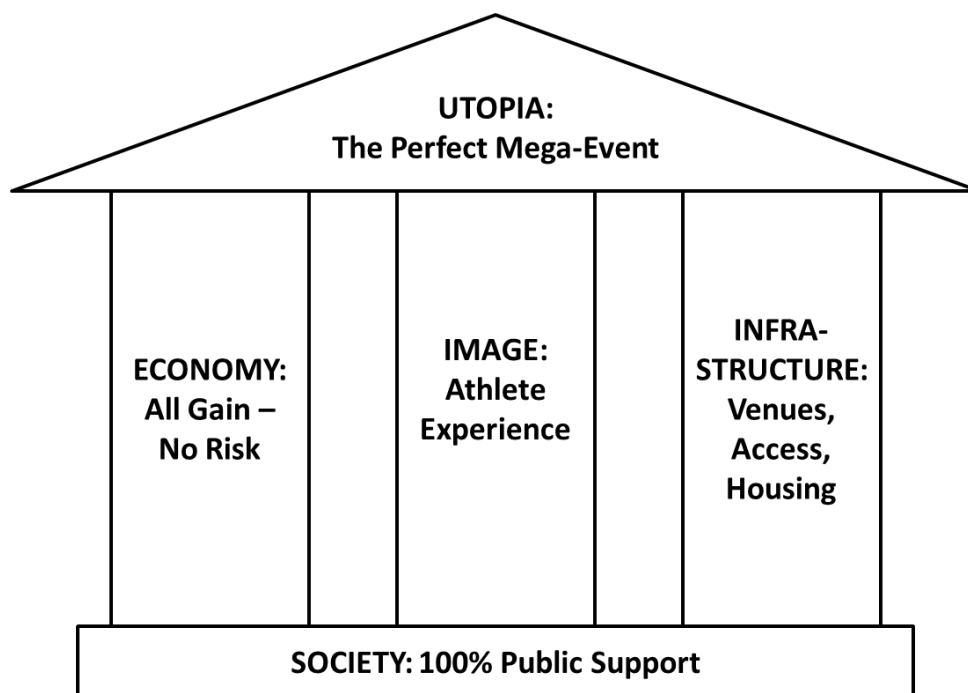 UTOPIA:
The Perfect Mega-Event
ECONOMY:
All Gain –
No Risk
IMAGE:
Athlete
Experience
INFRA-
STRUCTURE:
Venues,
Access,
Housing
SOCIETY: 100% Public Support